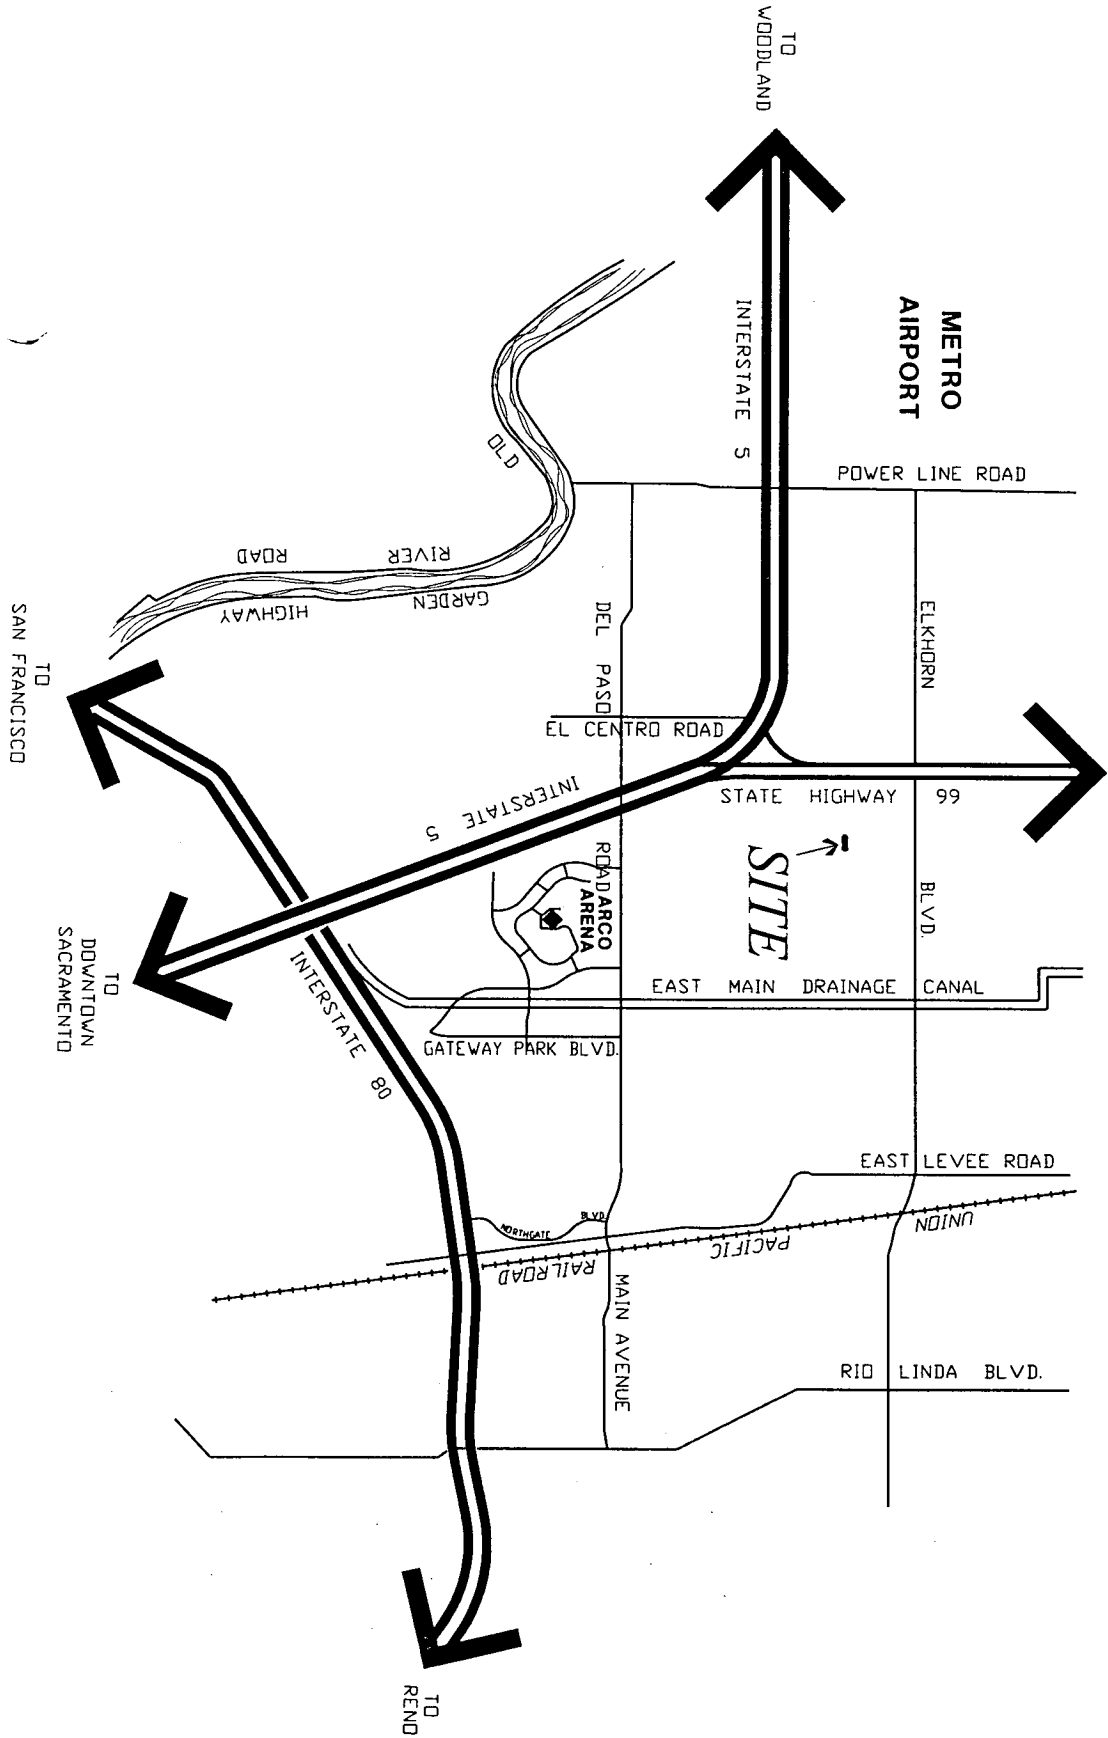 TO
WOODLAND
METRO
AIRPORT
INTERSTATE 5
POWER LINE ROAD
OLD
RIVER
ROAD
GARDEN
HIGHWAY
DEL PASO
ROAD
ELKHORN
BLVD.
EL CENTRO ROAD
STATE HIGHWAY 99
INTERSTATE 5
SITE
ARCO
ARENA
TO
SAN FRANCISCO
TO
DOWNTOWN
SACRAMENTO
INTERSTATE 80
EAST MAIN DRAINAGE CANAL
GATEWAY PARK BLVD.
EAST LEVEE ROAD
UNION
PACIFIC
RAILROAD
NORTHGATE
BLVD.
MAIN AVENUE
RIO LINDA BLVD.
TO
RENO